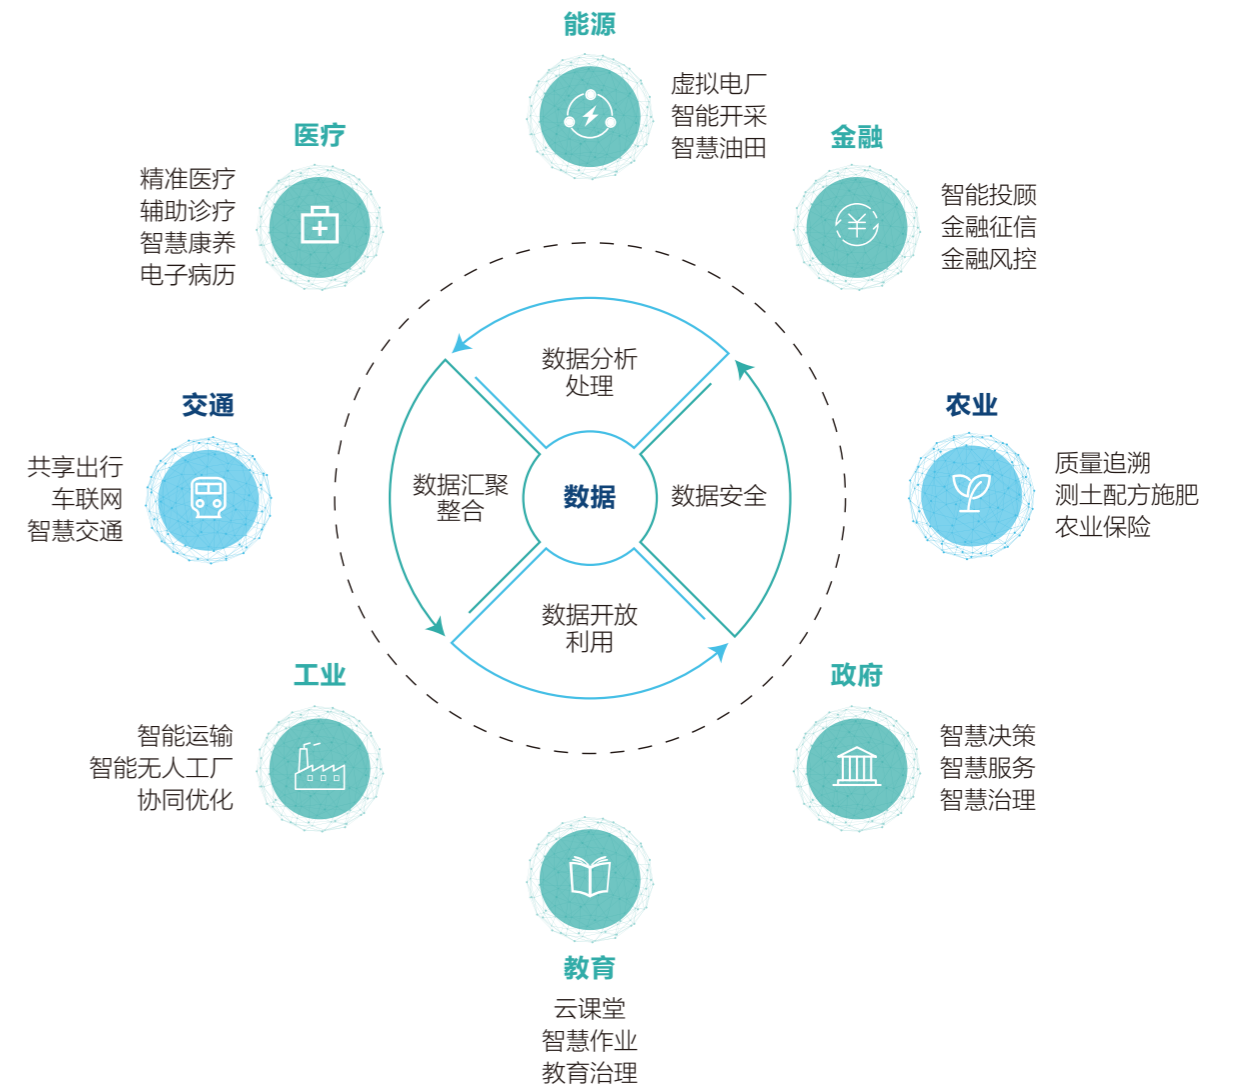 能源
虚拟电厂
智能开采
智慧油田
医疗
精准医疗
辅助诊疗
智慧康养
电子病历
金融
智能投顾
金融征信
金融风控
交通
共享出行
车联网
智慧交通
数据分析
处理
数据汇聚
整合
数据
数据安全
数据开放
利用
农业
质量追溯
测土配方施肥
农业保险
工业
智能运输
智能无人工厂
协同优化
政府
智慧决策
智慧服务
智慧治理
教育
云课堂
智慧作业
教育治理